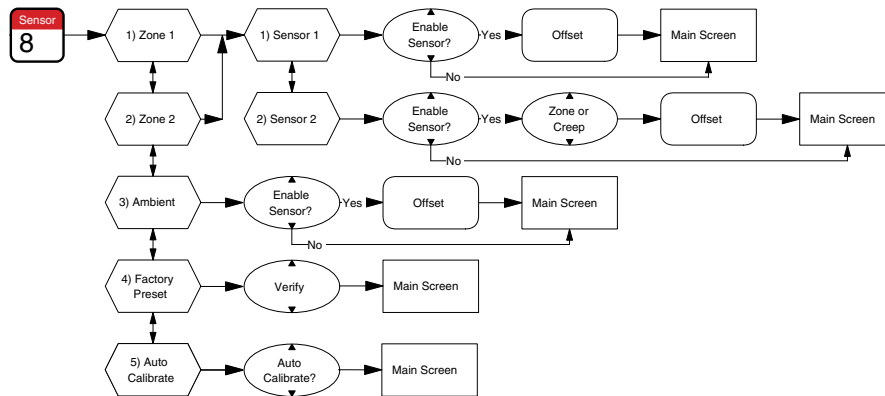 Sensor
8
1) Zone 1
1) Sensor 1
Enable
Sensor?
Yes
Offset
Main Screen
No
2) Zone 2
2) Sensor 2
Enable
Sensor?
Yes
Zone or
Creep
Offset
Main Screen
No
3) Ambient
Enable
Sensor?
Yes
Offset
Main Screen
No
4) Factory
Preset
Verify
Main Screen
5) Auto
Calibrate
Auto
Calibrate?
Main Screen